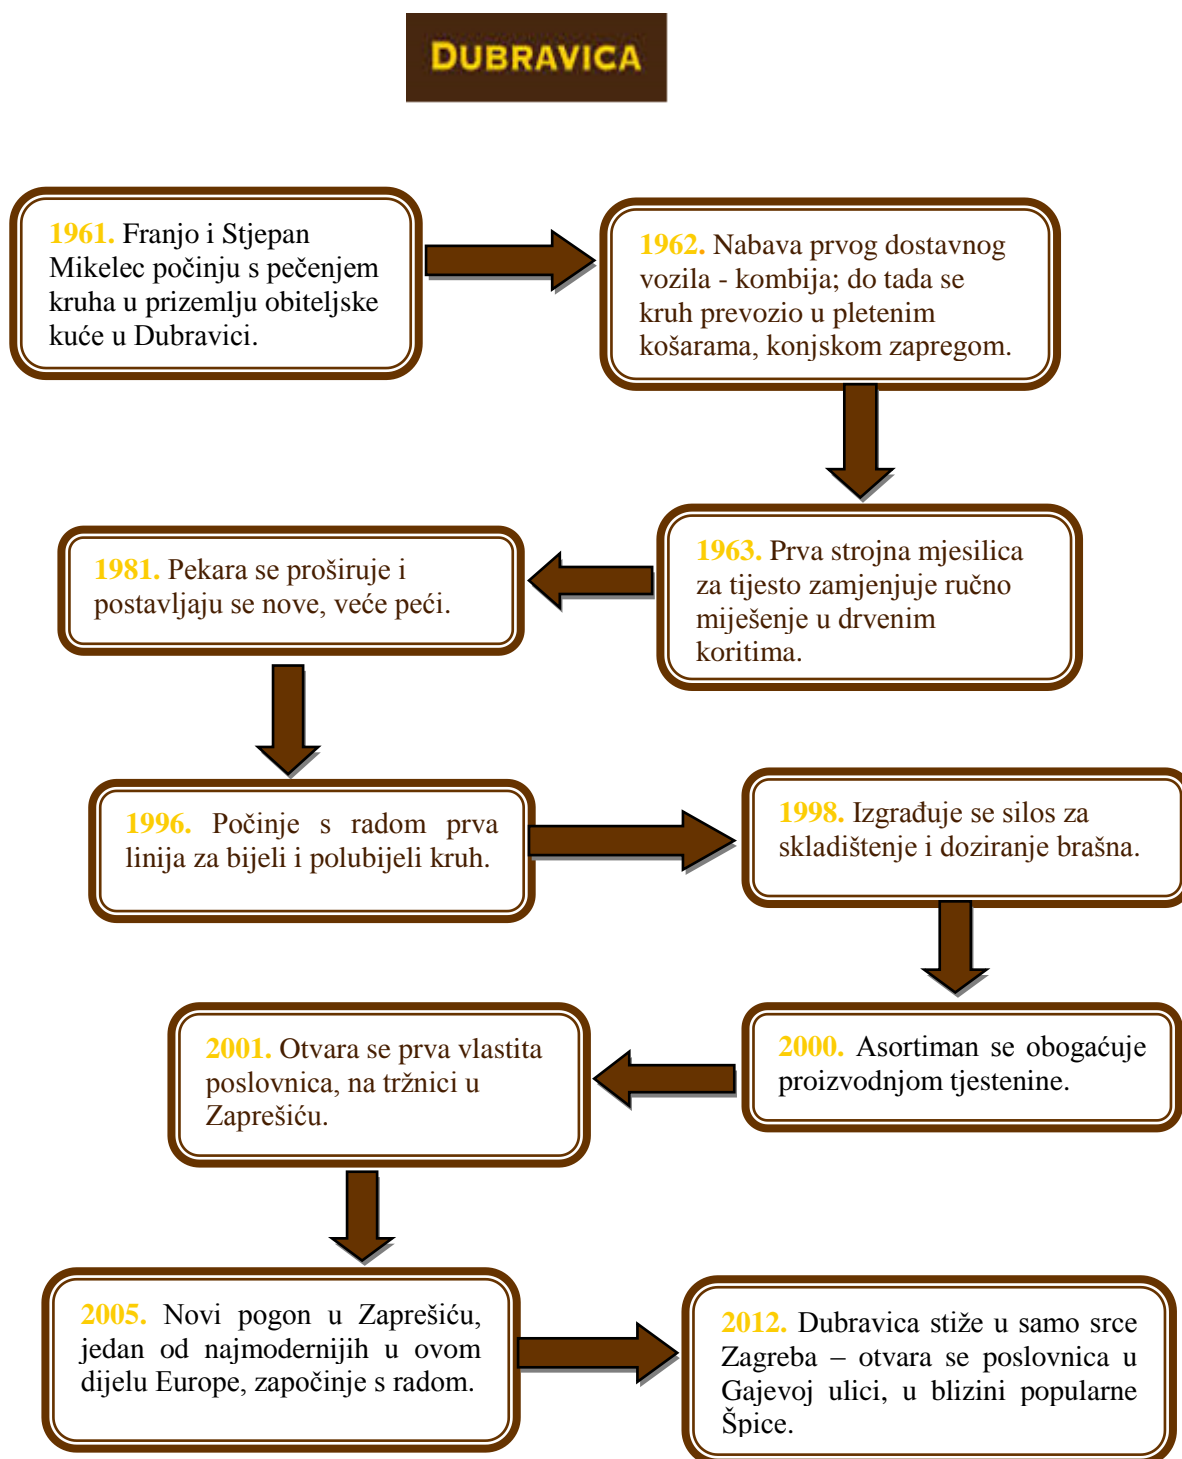 DUBRAVICA
1961. Franjo i Stjepan
Mikelec počinju s pečenjem
kruha u prizemlju obiteljske
kuće u Dubravici.
1962. Nabava prvog dostavnog
vozila - kombija; do tada se
kruh prevozio u pletenim
košarama, konjskom zapregom.
1963. Prva strojna mjesilica
za tijesto zamjenjuje ručno
miješenje u drvenim
koritima.
1981. Pekara se proširuje i
postavljaju se nove, veće peći.
1996. Počinje s radom prva
linija za bijeli i polubijeli kruh.
1998. Izgrađuje se silos za
skladištenje i doziranje brašna.
2000. Asortiman se obogaćuje
proizvodnjom tjestenine.
2001. Otvara se prva vlastita
poslovnica, na tržnici u
Zaprešiću.
2005. Novi pogon u Zaprešiću,
jedan od najmodernijih u ovom
dijelu Europe, započinje s radom.
2012. Dubravica stiže u samo srce
Zagreba – otvara se poslovnica u
Gajevoj ulici, u blizini popularne
Špice.